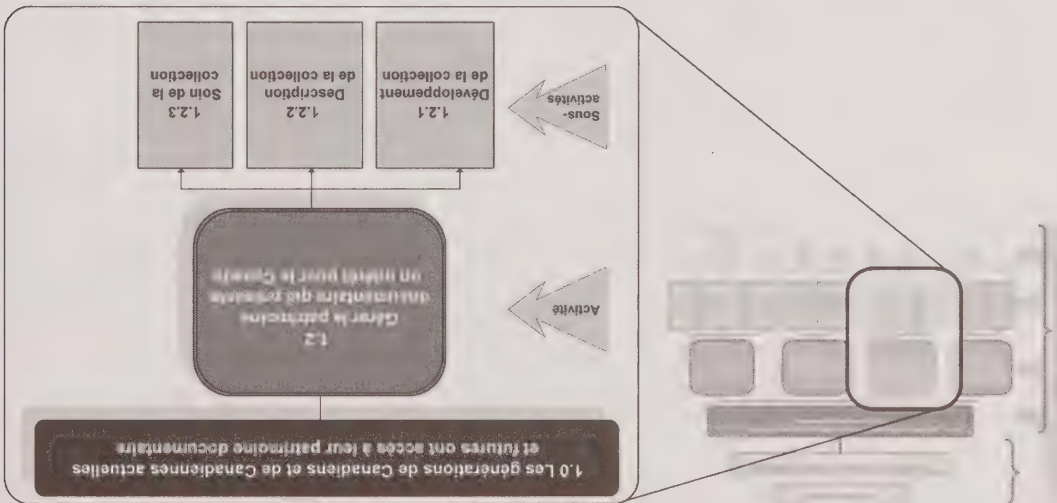 1.0 Les générations de Canadiens et de Canadiennes actuelles
et futures ont accès à leur patrimoine documentaire
Activité
1.2
Gérer le patrimoine
documentaire qui présente
un intérêt pour le Canada
Sous-
activités
1.2.1
Développement
de la collection
1.2.2
Description
de la collection
1.2.3
Soin de la
collection